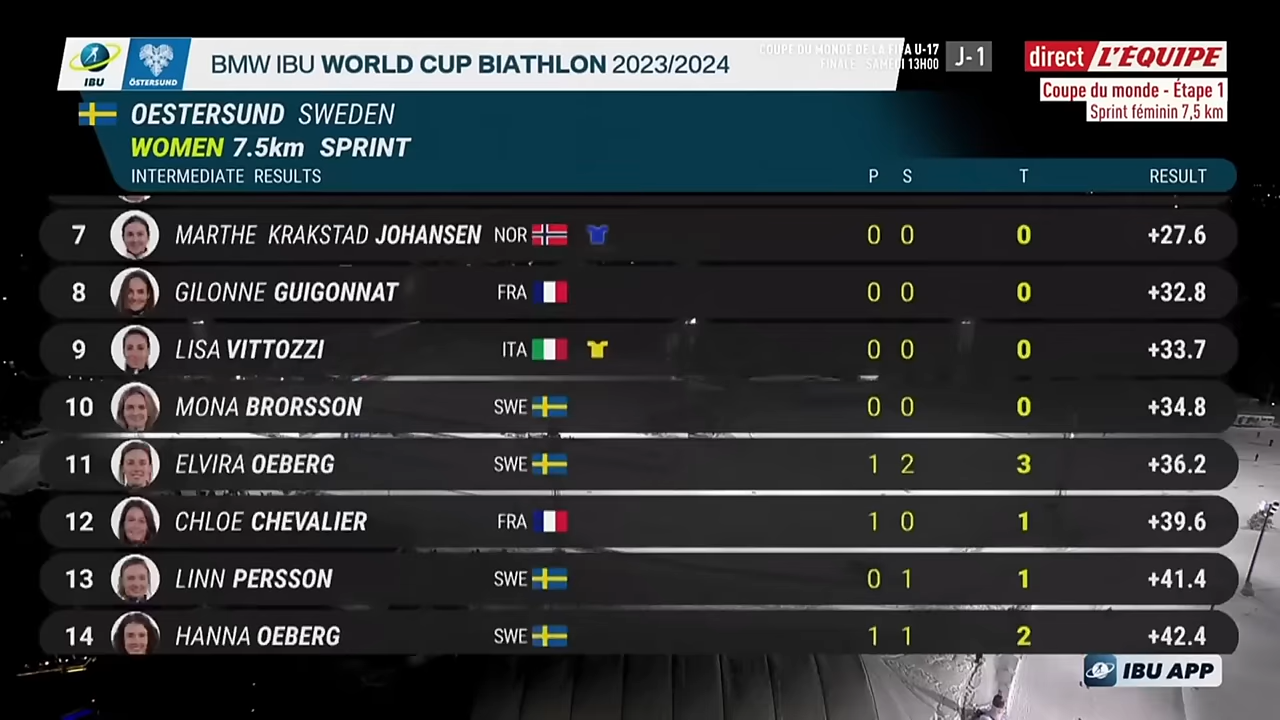 IBU
ÖSTERSUND
BMW IBU WORLD CUP BIATHLON 2023/2024
COUPE DU MONDE DE LA FIFA U-17
FINALE - SAMEDI 13H00
J-1
direct L'ÉQUIPE
Coupe du monde - Étape 1
Sprint féminin 7,5 km
OESTERSUND SWEDEN
WOMEN 7.5km SPRINT
INTERMEDIATE RESULTS P S T RESULT
7 MARTHE KRAKSTAD JOHANSEN NOR 0 0 0 +27.6
8 GILONNE GUIGONNAT FRA 0 0 0 +32.8
9 LISA VITTOZZI ITA 0 0 0 +33.7
10 MONA BRORSSON SWE 0 0 0 +34.8
11 ELVIRA OEBERG SWE 1 2 3 +36.2
12 CHLOE CHEVALIER FRA 1 0 1 +39.6
13 LINN PERSSON SWE 0 1 1 +41.4
14 HANNA OEBERG SWE 1 1 2 +42.4
IBU APP